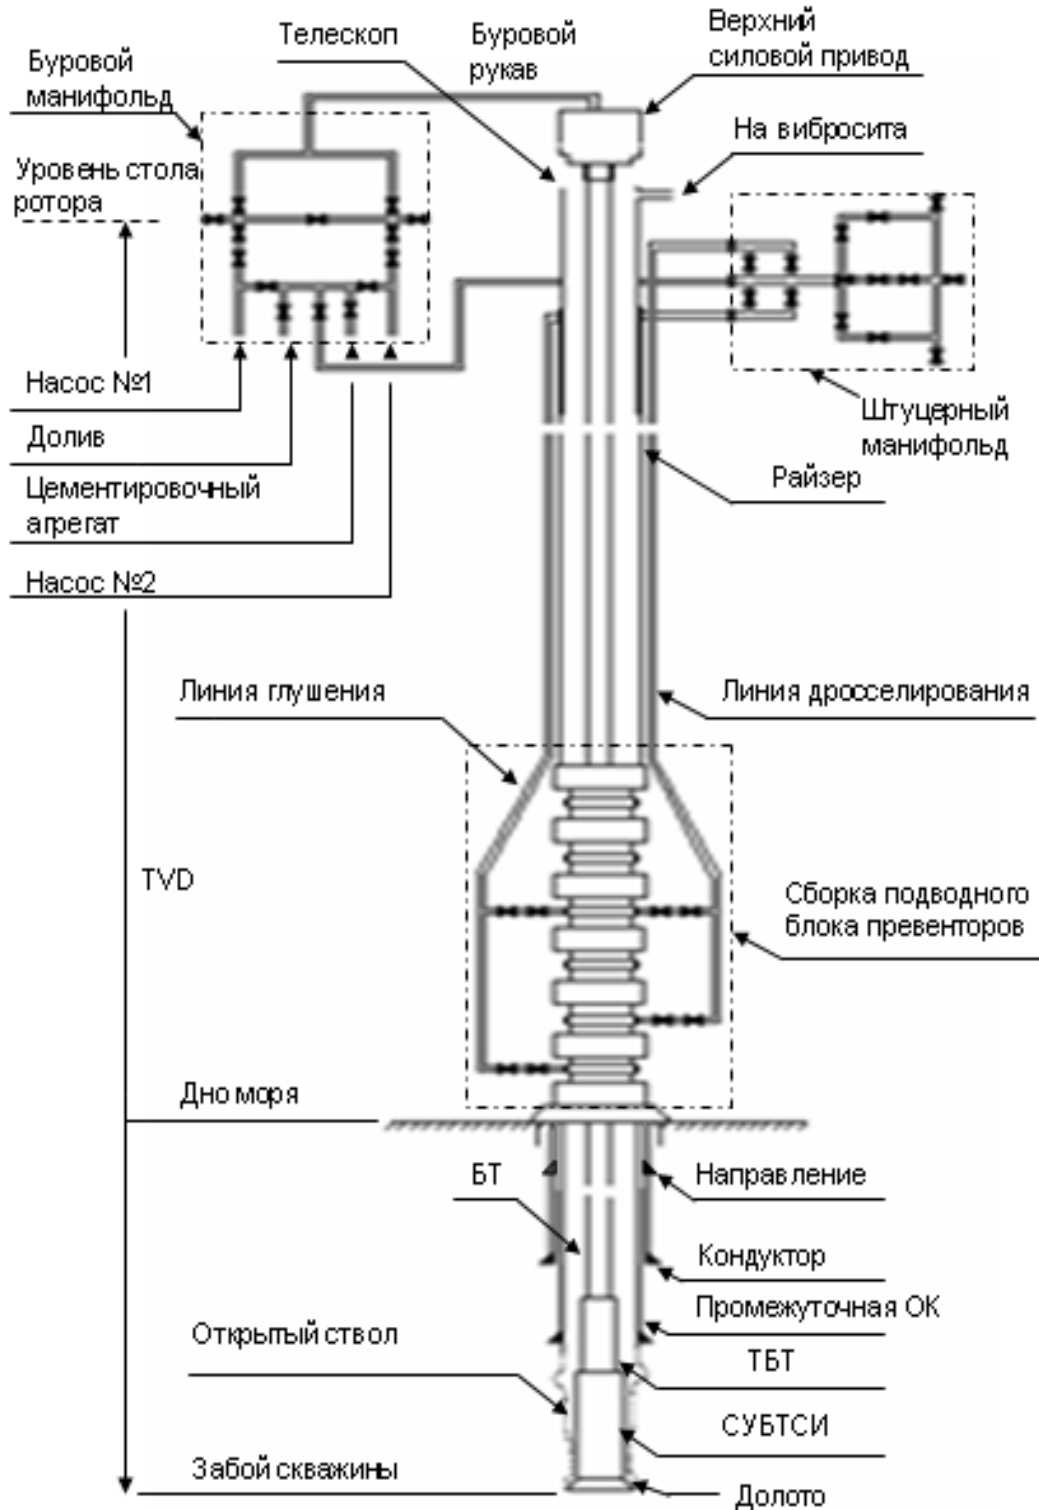 Телескоп
Буровой
рукав
Верхний
силовой привод
Буровой
манифольд
На вибросита
Уровень стола
ротора
Насос №1
Долив
Цементировочный
агрегат
Насос №2
Штуцерный
манифольд
Райзер
Линия глушения
Линия дросселирования
TVD
Сборка подводного
блока превенторов
Дно моря
БТ
Направление
Кондуктор
Промежуточная ОК
Открытый ствол
ТБТ
СУБТСИ
Забой скважины
Долото